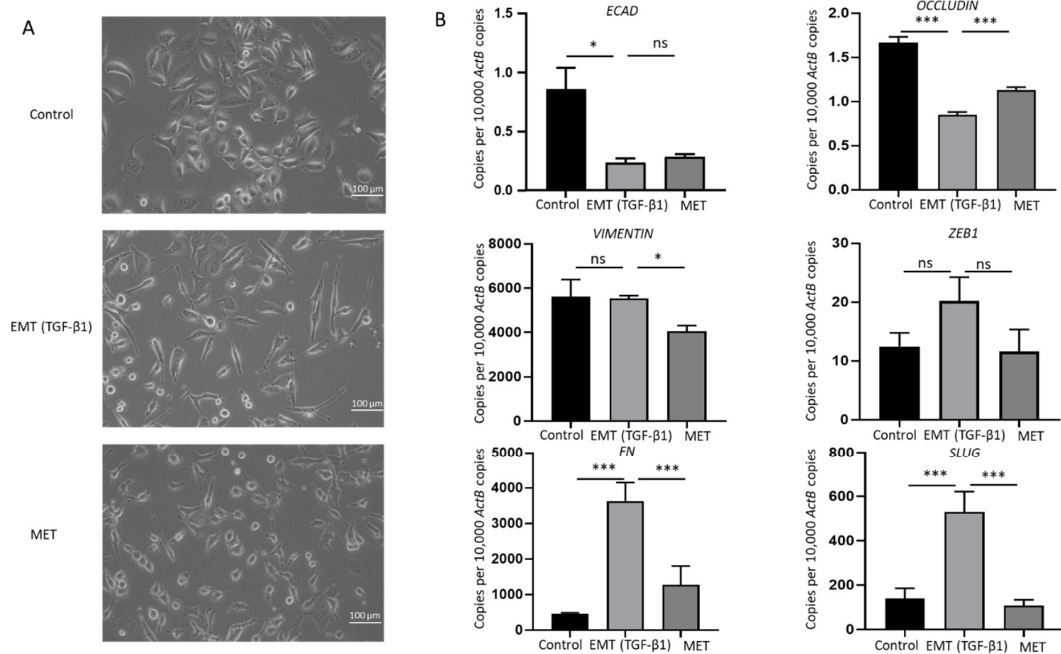 A
Control
100 µm
EMT (TGF-β1)
100 µm
MET
100 µm
B
ECAD
Copies per 10,000 ActB copies
1.5
1.0
0.5
0.0
* ns
Control EMT (TGF-β1) MET
OCCLUDIN
Copies per 10,000 ActB copies
2.0
1.5
1.0
0.5
0.0
*** ***
Control EMT (TGF-β1) MET
VIMENTIN
Copies per 10,000 ActB copies
8000
6000
4000
2000
0
ns *
Control EMT (TGF-β1) MET
ZEB1
Copies per 10,000 ActB copies
30
20
10
0
ns ns
Control EMT (TGF-β1) MET
FN
Copies per 10,000 ActB copies
5000
4000
3000
2000
1000
0
*** ***
Control EMT (TGF-β1) MET
SLUG
Copies per 10,000 ActB copies
800
600
400
200
0
*** ***
Control EMT (TGF-β1) MET